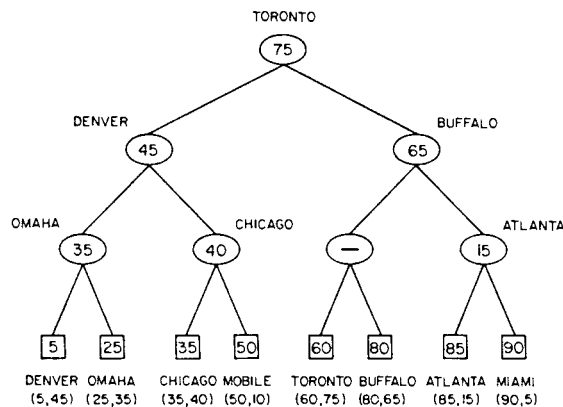 TORONTO
75
DENVER BUFFALO
45 65
OMAHA CHICAGO ATLANTA
35 40 — 15
5 25 35 50 60 80 85 90
DENVER OMAHA CHICAGO MOBILE TORONTO BUFFALO ATLANTA MIAMI
(5,45) (25,35) (35,40) (50,10) (60,75) (80,65) (85,15) (90,5)